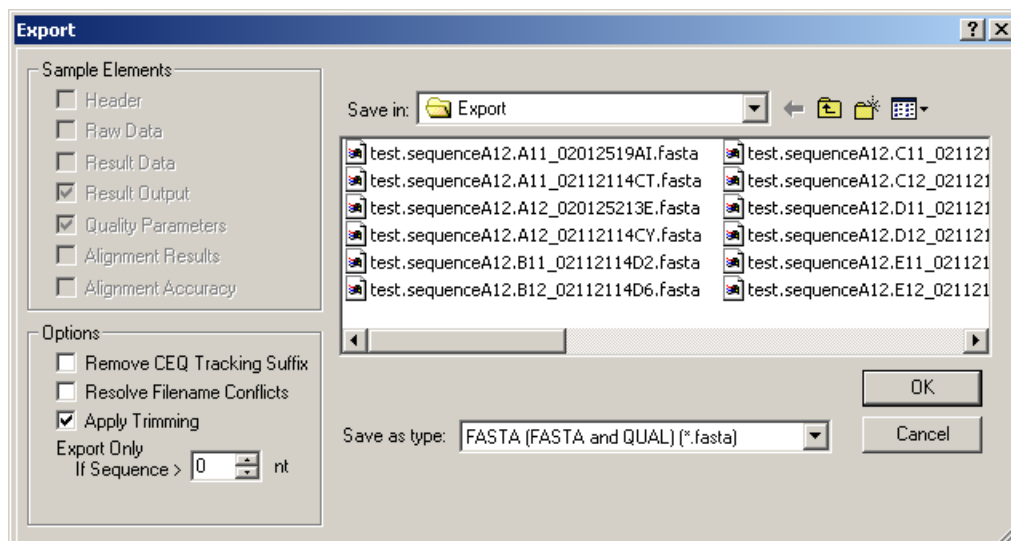 Export
Sample Elements
Header
Raw Data
Result Data
Result Output
Quality Parameters
Alignment Results
Alignment Accuracy
Options
Remove CEQ Tracking Suffix
Resolve Filename Conflicts
Apply Trimming
Export Only
If Sequence > 0 nt
Save in: Export
test.sequenceA12.A11_02012519AI.fasta
test.sequenceA12.A11_02112114CT.fasta
test.sequenceA12.A12_020125213E.fasta
test.sequenceA12.A12_02112114CY.fasta
test.sequenceA12.B11_02112114D2.fasta
test.sequenceA12.B12_02112114D6.fasta
test.sequenceA12.C11_021121
test.sequenceA12.C12_021121
test.sequenceA12.D11_021121
test.sequenceA12.D12_021121
test.sequenceA12.E11_021121
test.sequenceA12.E12_021121
OK
Save as type: FASTA (FASTA and QUAL) (*.fasta)
Cancel